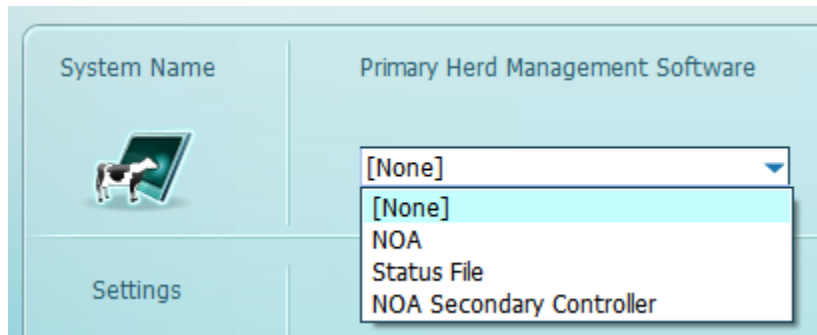 System Name
Primary Herd Management Software
[None]
[None]
NOA
Status File
NOA Secondary Controller
Settings